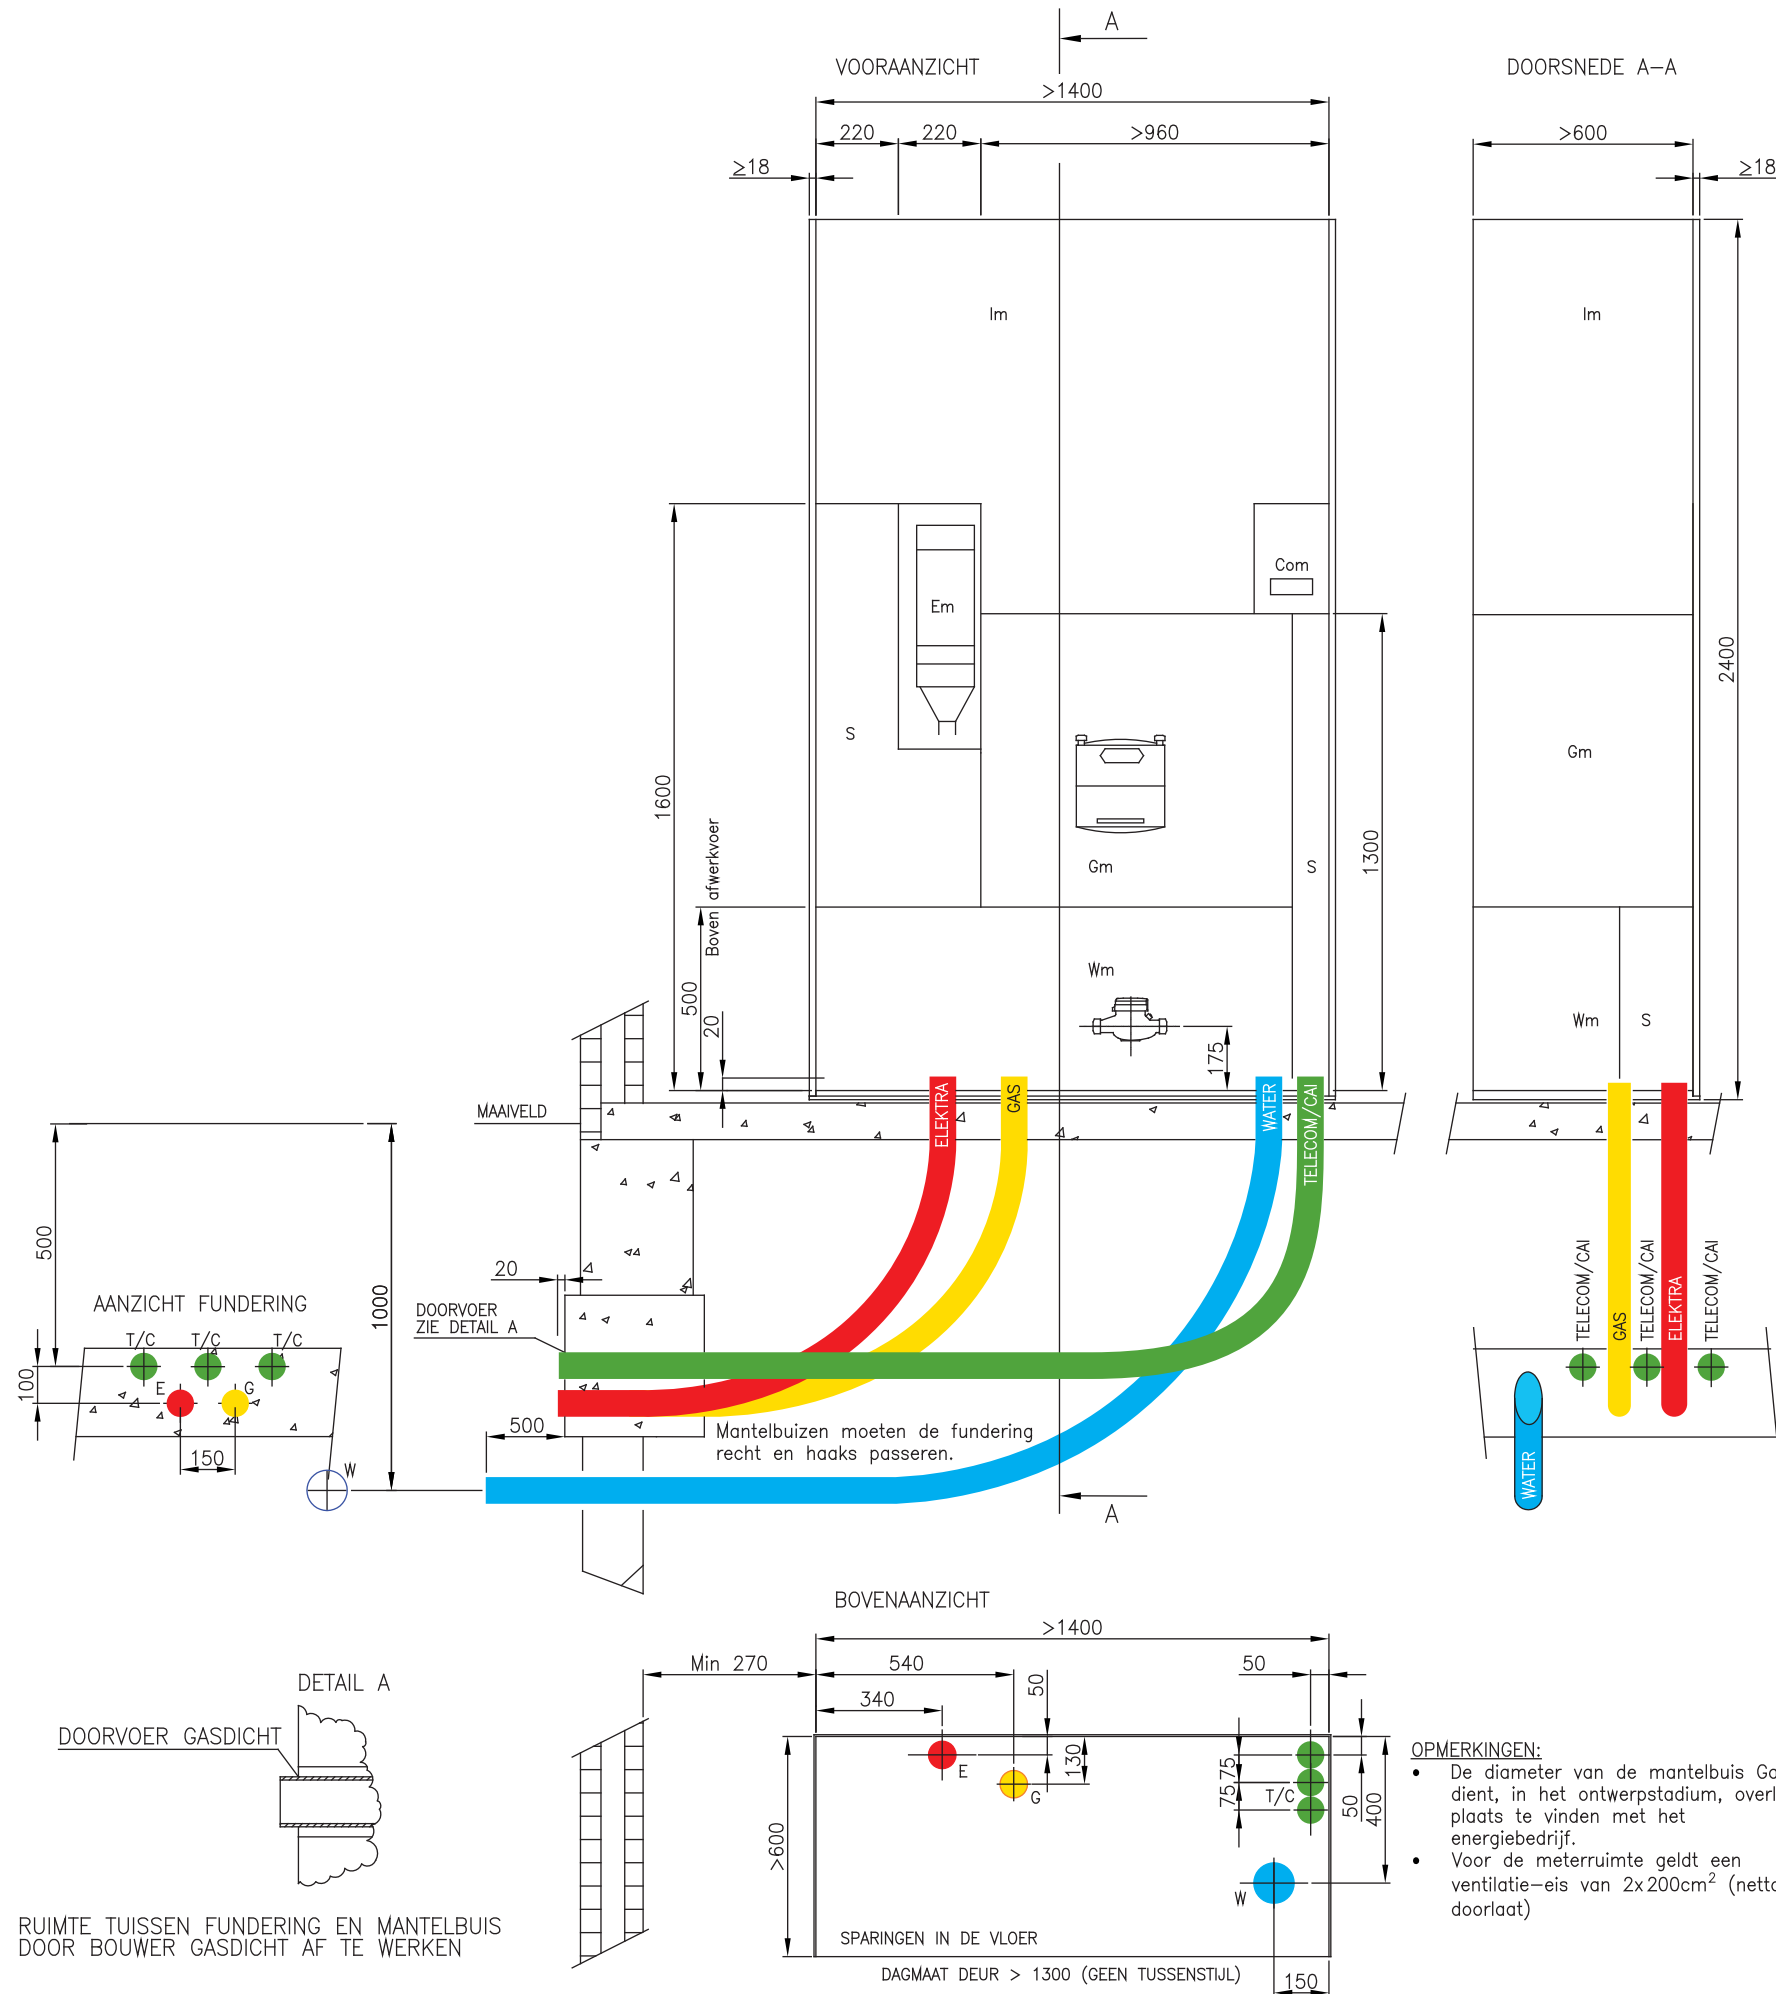 A
VOORAANZICHT
DOORSNEDE A-A
>1400
220
220
>960
>600
≥18
≥18
Im
Im
Com
Em
S
Gm
Gm
S
1600
Boven afwerkvoer
1300
2400
500
20
Wm
175
Wm
S
MAAIVELD
ELEKTRA
GAS
WATER
TELECOM/CAI
500
1000
20
AANZICHT FUNDERING
DOORVOER
ZIE DETAIL A
T/C
T/C
T/C
100
E
G
150
W
500
Mantelbuizen moeten de fundering
recht en haaks passeren.
A
TELECOM/CAI
GAS
TELECOM/CAI
ELEKTRA
TELECOM/CAI
WATER
BOVENAANZICHT
>1400
Min 270
540
50
50
340
130
75
75
50
400
E
G
T/C
W
>600
SPARINGEN IN DE VLOER
DAGMAAT DEUR > 1300 (GEEN TUSSENSTIJL)
150
DETAIL A
DOORVOER GASDICHT
RUIMTE TUISSEN FUNDERING EN MANTELBUIS
DOOR BOUWER GASDICHT AF TE WERKEN
OPMERKINGEN:
• De diameter van de mantelbuis
dient, in het ontwerpstadium,
plaats te vinden met het
energiebedrijf.
• Voor de meterruimte geldt een
ventilatie-eis van 2x200cm² (netto
doorlaat)